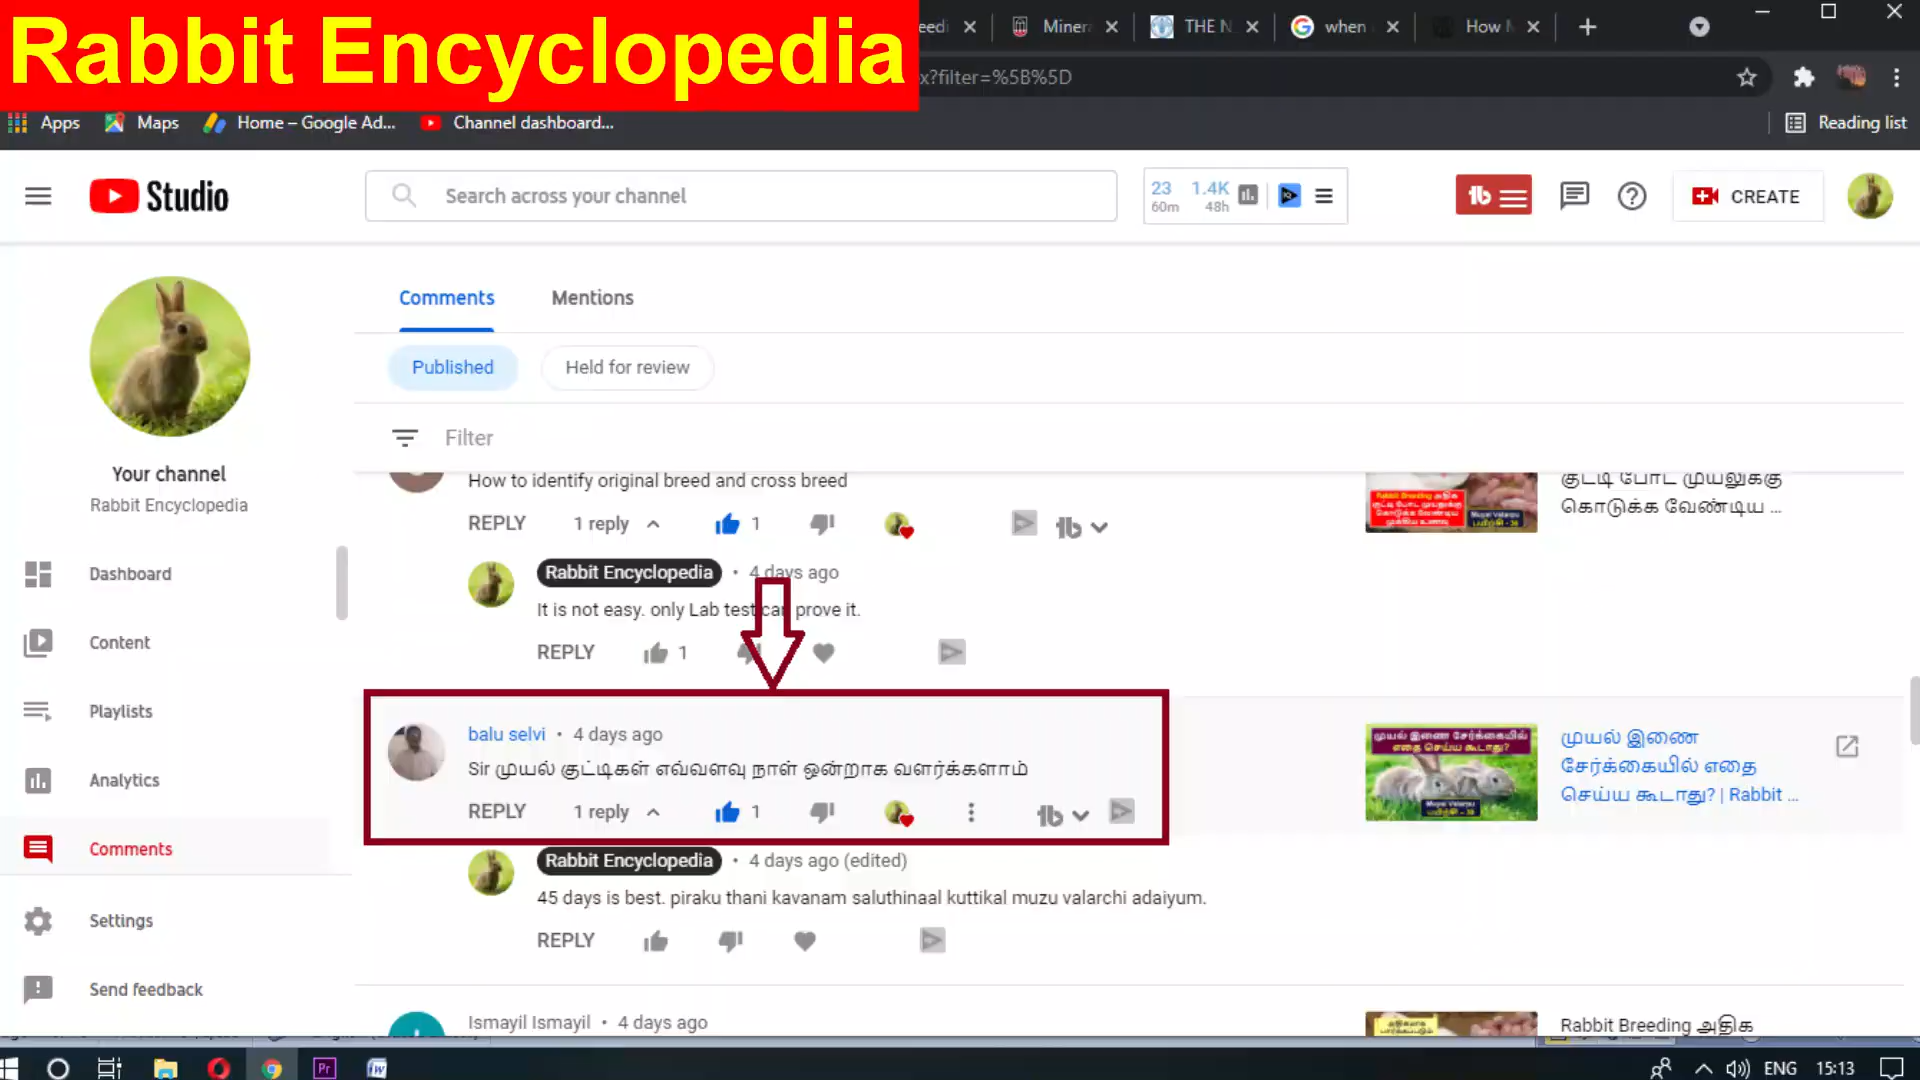 Rabbit Encyclopedia
eedi
Minera
THE N
when
How M
x?filter=%5B%5D
Apps
Maps
Home – Google Ad...
Channel dashboard...
Reading list
Studio
Search across your channel
23
60m
1.4K
48h
CREATE
Comments
Mentions
Published
Held for review
Filter
Your channel
Rabbit Encyclopedia
Dashboard
Content
Playlists
Analytics
Comments
Settings
Send feedback
How to identify original breed and cross breed
REPLY 1 reply 1
Rabbit Encyclopedia • 4 days ago
It is not easy. only Lab test can prove it.
REPLY 1
குட்டி போட்ட முயலுக்கு
கொடுக்க வேண்டிய ...
balu selvi • 4 days ago
Sir முயல் குட்டிகள் எவ்வளவு நாள் ஒன்றாக வளர்க்களாம்
REPLY 1 reply 1
முயல் இணை சேர்க்கையில்
எதை செய்ய கூடாது?
முயல் இணை
சேர்க்கையில் எதை
செய்ய கூடாது? | Rabbit ...
Rabbit Encyclopedia • 4 days ago (edited)
45 days is best. piraku thani kavanam saluthinaal kuttikal muzu valarchi adaiyum.
REPLY
Ismayil Ismayil • 4 days ago
Rabbit Breeding அதிக
Pr
ENG 15:13